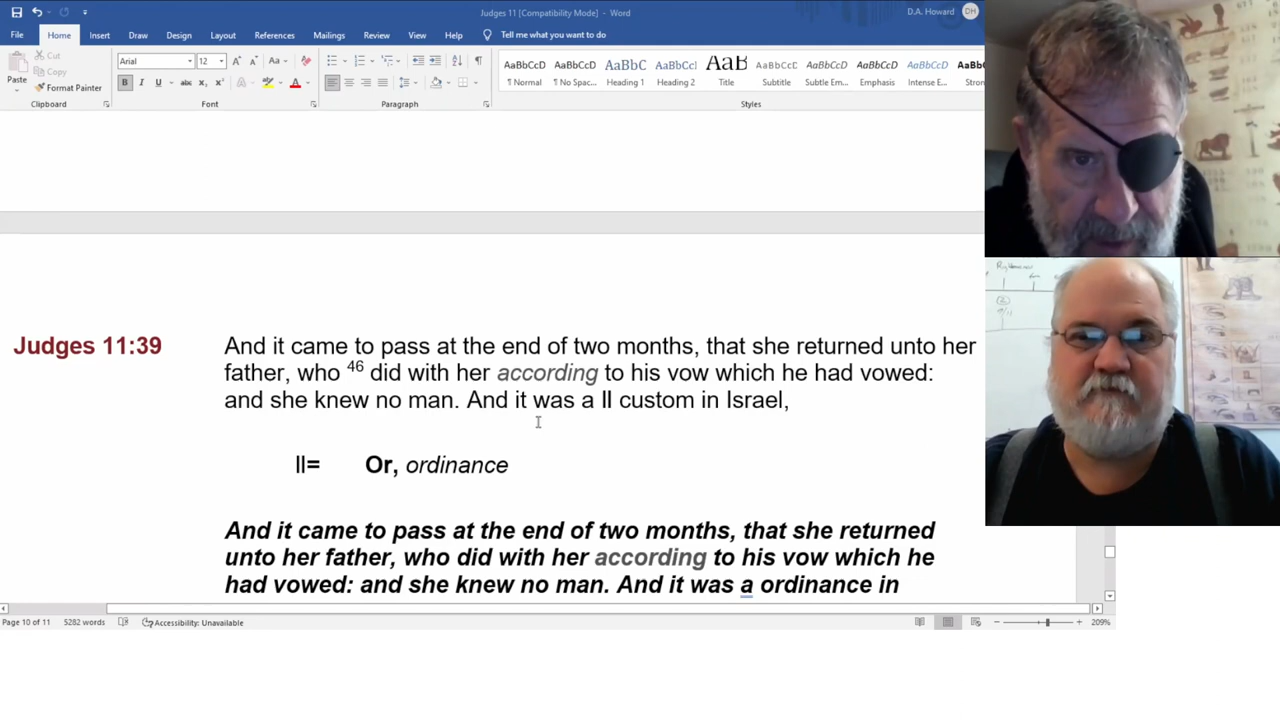 Judges 11 [Compatibility Mode] - Word
D.A. Howard DH
File Home Insert Draw Design Layout References Mailings Review View Help Tell me what you want to do
Cut
Copy
Format Painter
Paste
Arial 12
Clipboard Font Paragraph Styles
AaBbCcD AaBbCcD AaBbC AaBbCc AaB AaBbCcD AaBbCcD AaBbCcD AaBbCcD AaBbC
¶ Normal ¶ No Spac... Heading 1 Heading 2 Title Subtitle Subtle Em... Emphasis Intense E... Stron
Judges 11:39 And it came to pass at the end of two months, that she returned unto her
father, who 46 did with her according to his vow which he had vowed:
and she knew no man. And it was a II custom in Israel,
II= Or, ordinance
And it came to pass at the end of two months, that she returned
unto her father, who did with her according to his vow which he
had vowed: and she knew no man. And it was a ordinance in
Page 10 of 11 5282 words Accessibility: Unavailable 209%